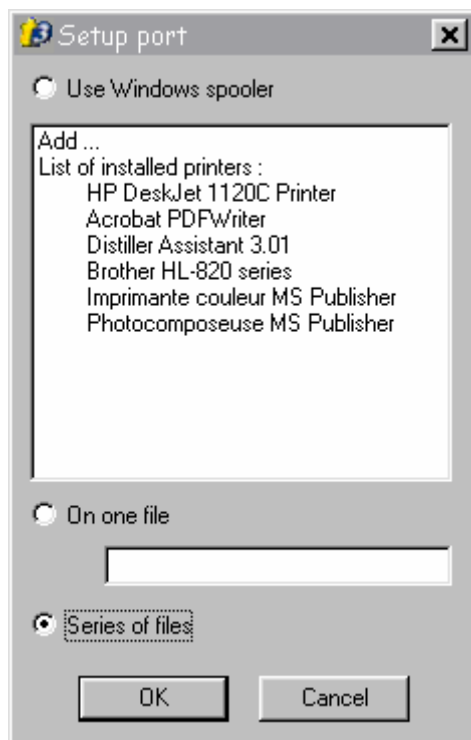 Setup port
Use Windows spooler
Add ...
List of installed printers :
HP DeskJet 1120C Printer
Acrobat PDFWriter
Distiller Assistant 3.01
Brother HL-820 series
Imprimante couleur MS Publisher
Photocomposeuse MS Publisher
On one file
Series of files
OK Cancel